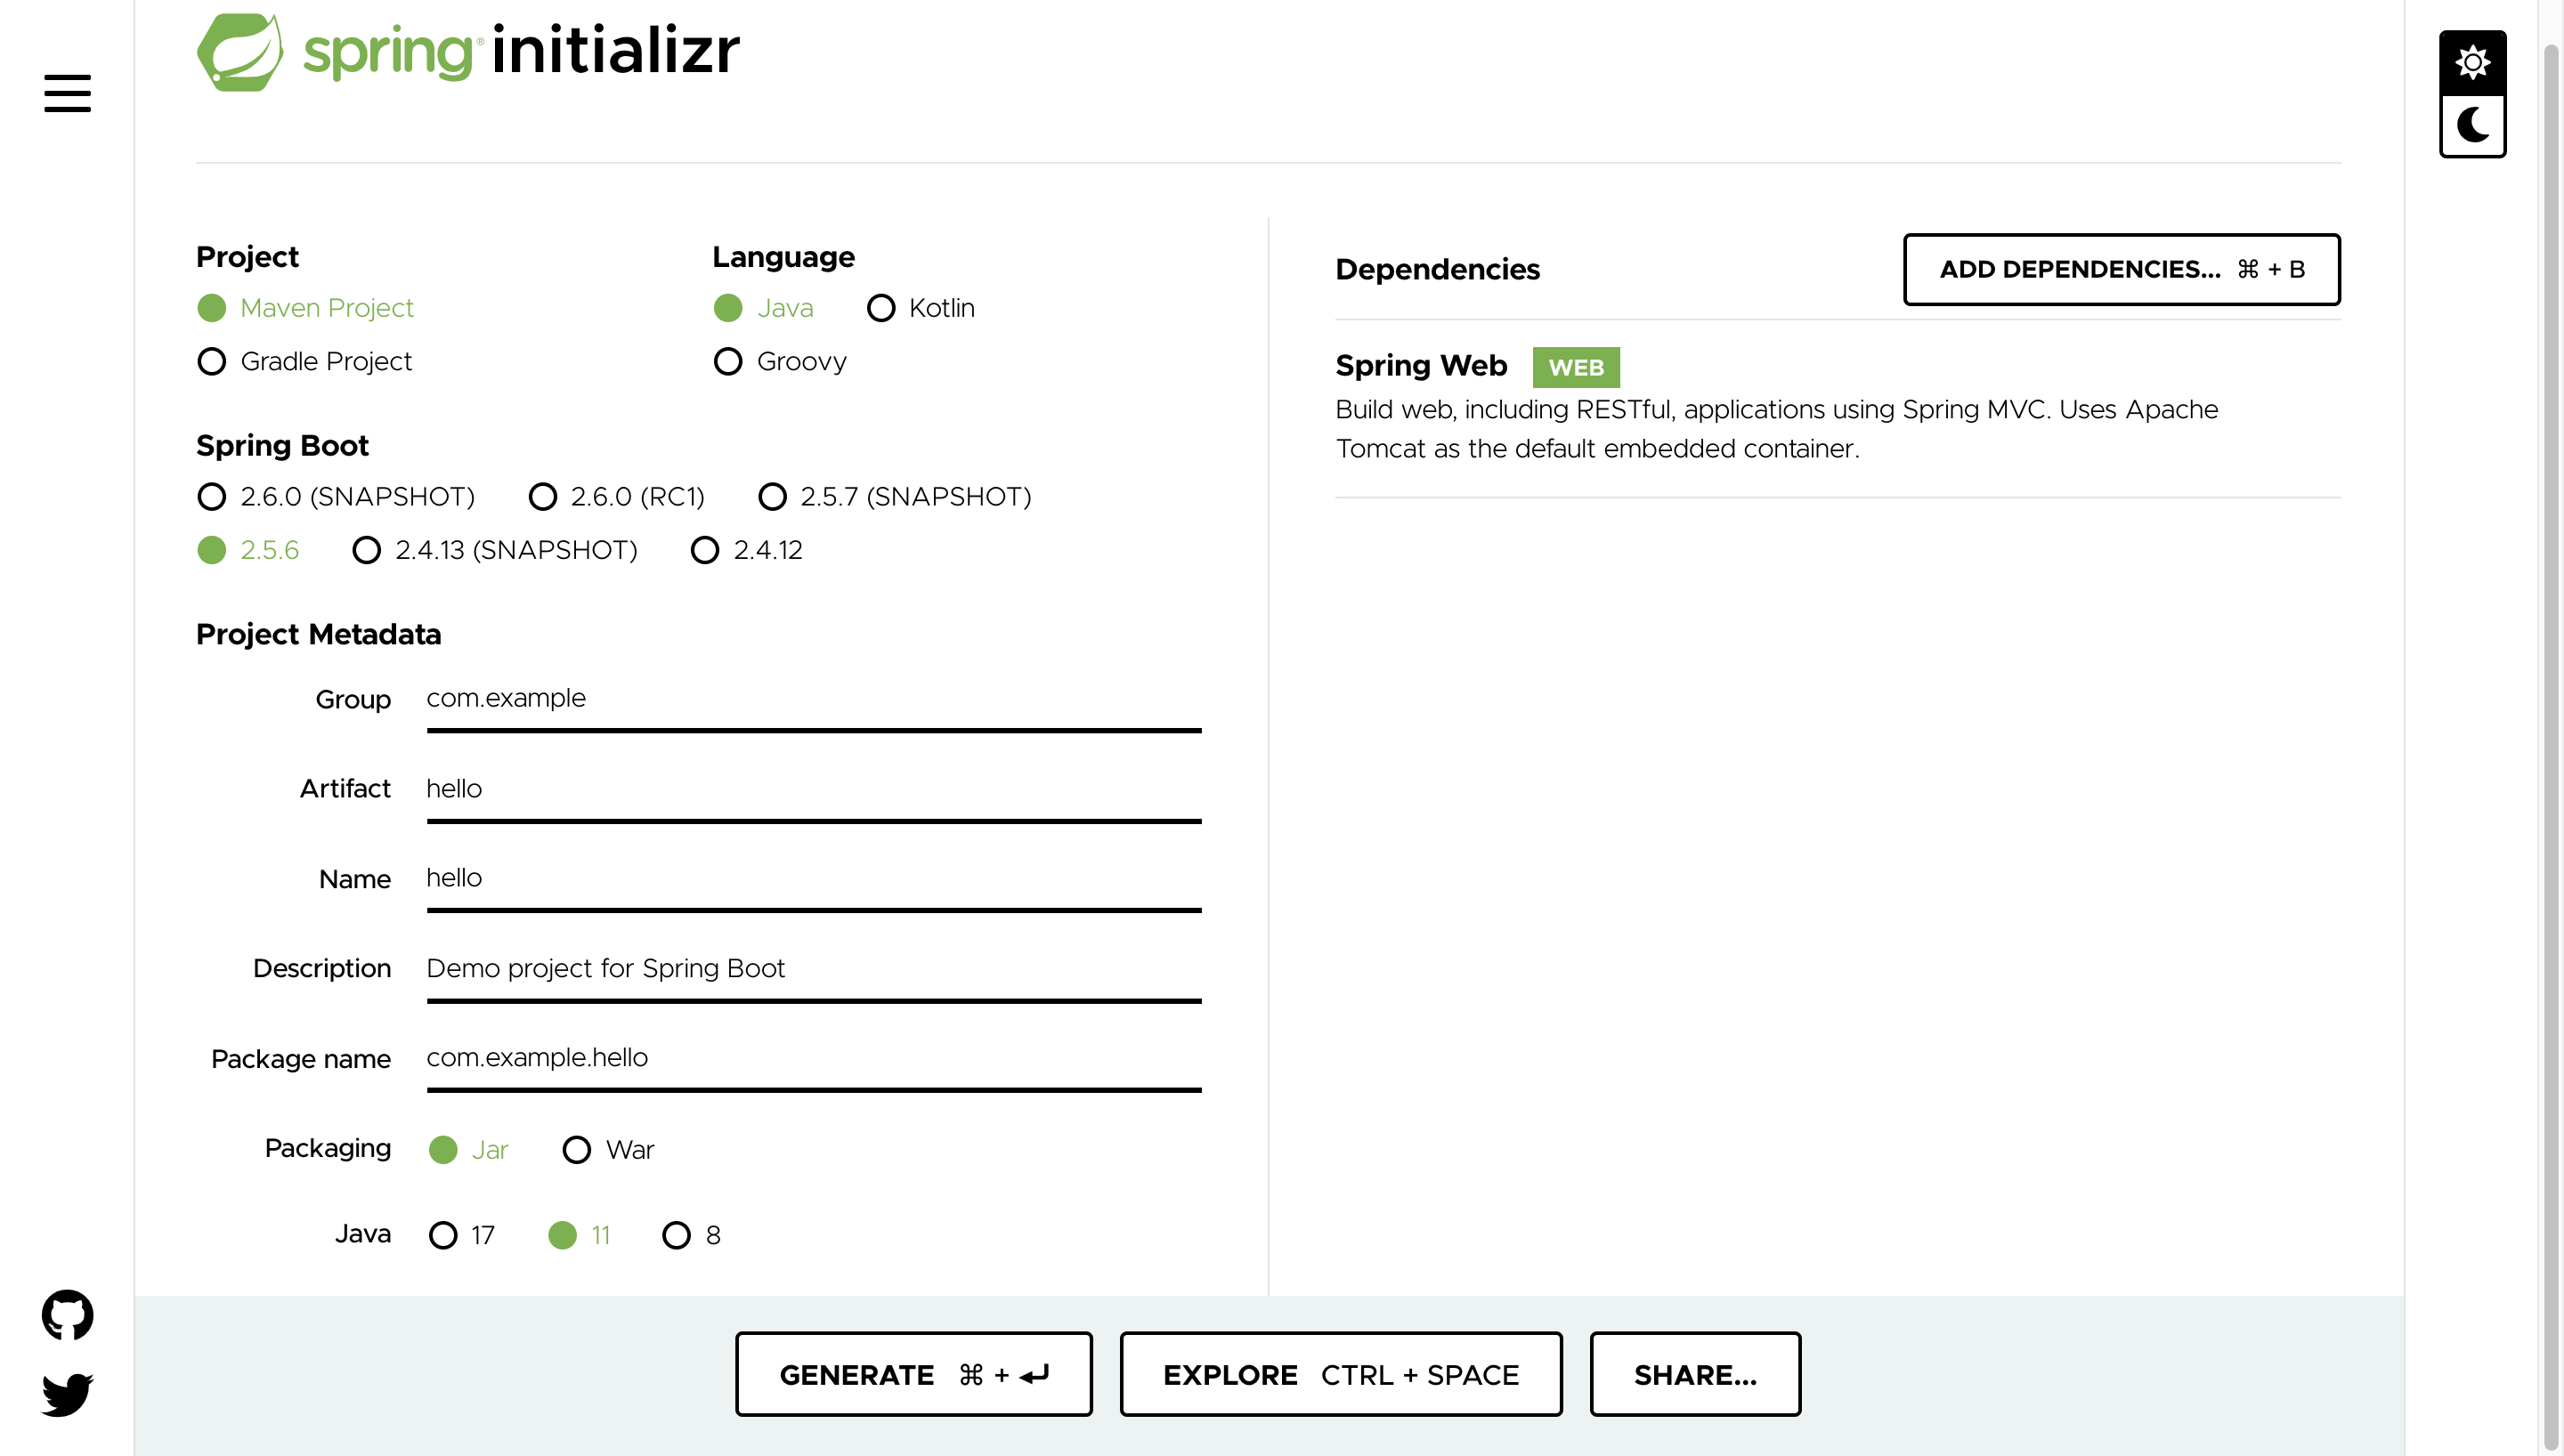 spring® initializr
Project
Maven Project
Gradle Project
Language
Java Kotlin
Groovy
Spring Boot
2.6.0 (SNAPSHOT) 2.6.0 (RC1) 2.5.7 (SNAPSHOT)
2.5.6 2.4.13 (SNAPSHOT) 2.4.12
Project Metadata
Group com.example
Artifact hello
Name hello
Description Demo project for Spring Boot
Package name com.example.hello
Packaging Jar War
Java 17 11 8
Dependencies ADD DEPENDENCIES... ⌘ + B
Spring Web WEB
Build web, including RESTful, applications using Spring MVC. Uses Apache
Tomcat as the default embedded container.
GENERATE ⌘ + ↵ EXPLORE CTRL + SPACE SHARE...